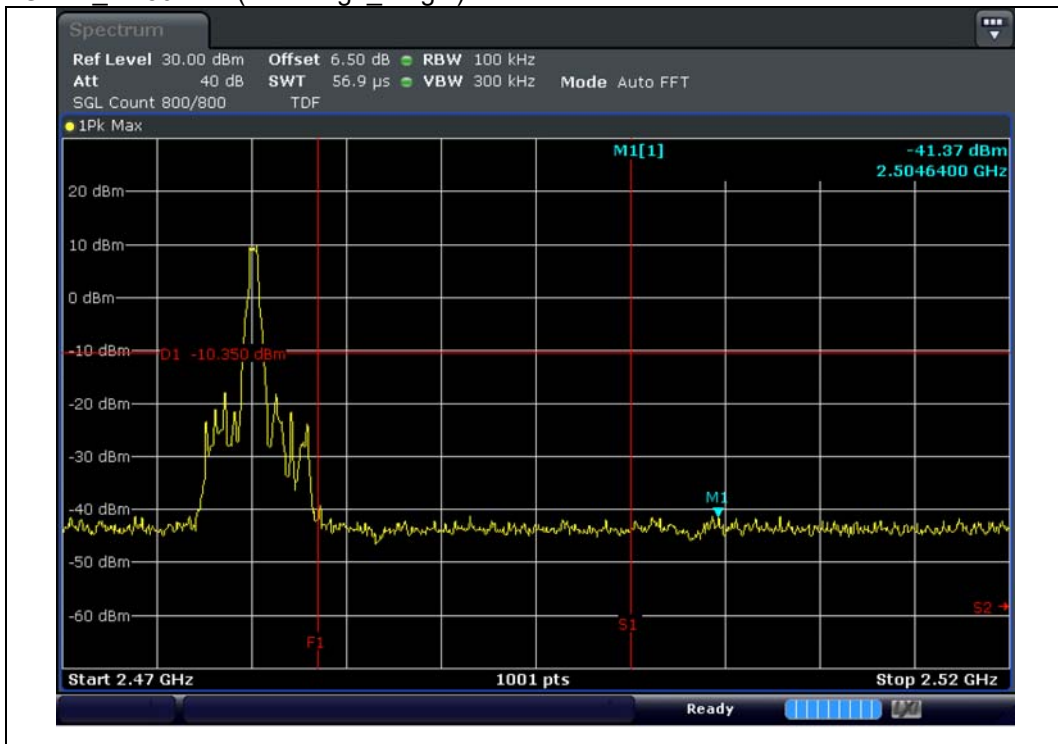 Spectrum
Ref Level 30.00 dBm Offset 6.50 dB RBW 100 kHz
Att 40 dB SWT 56.9 µs VBW 300 kHz Mode Auto FFT
SGL Count 800/800 TDF
1Pk Max
M1[1] -41.37 dBm
2.5046400 GHz
20 dBm
10 dBm
0 dBm
-10 dBm
D1 -10.350 dBm
-20 dBm
-30 dBm
-40 dBm
M1
-50 dBm
-60 dBm
S2
S1
F1
Start 2.47 GHz 1001 pts Stop 2.52 GHz
Ready